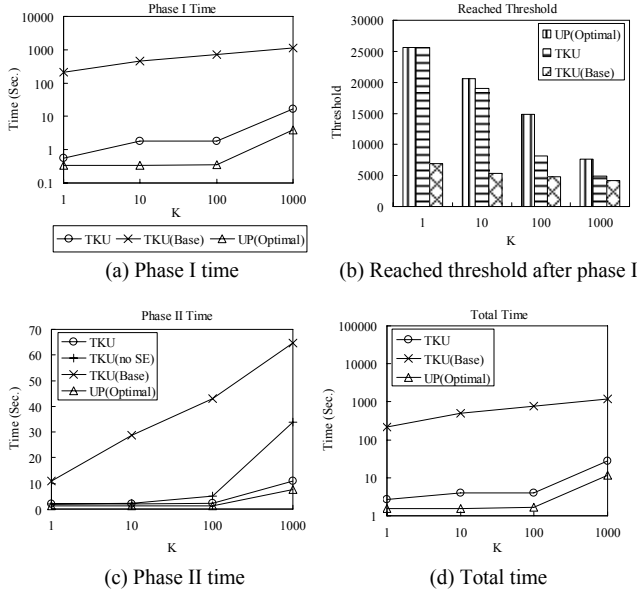 Phase I Time
10000
1000
100
10
1
0.1
Time (Sec.)
1 10 100 1000
K
TKU TKU(Base) UP(Optimal)
(a) Phase I time
Reached Threshold
30000
25000
20000
15000
10000
5000
0
Threshold
UP(Optimal)
TKU
TKU(Base)
1 10 100 1000
K
(b) Reached threshold after phase I
Phase II Time
70
60
50
40
30
20
10
0
Time (Sec.)
TKU
TKU(no SE)
TKU(Base)
UP(Optimal)
1 10 100 1000
K
(c) Phase II time
Total Time
100000
10000
1000
100
10
1
Time (Sec.)
TKU
TKU(Base)
UP(Optimal)
1 10 100 1000
K
(d) Total time